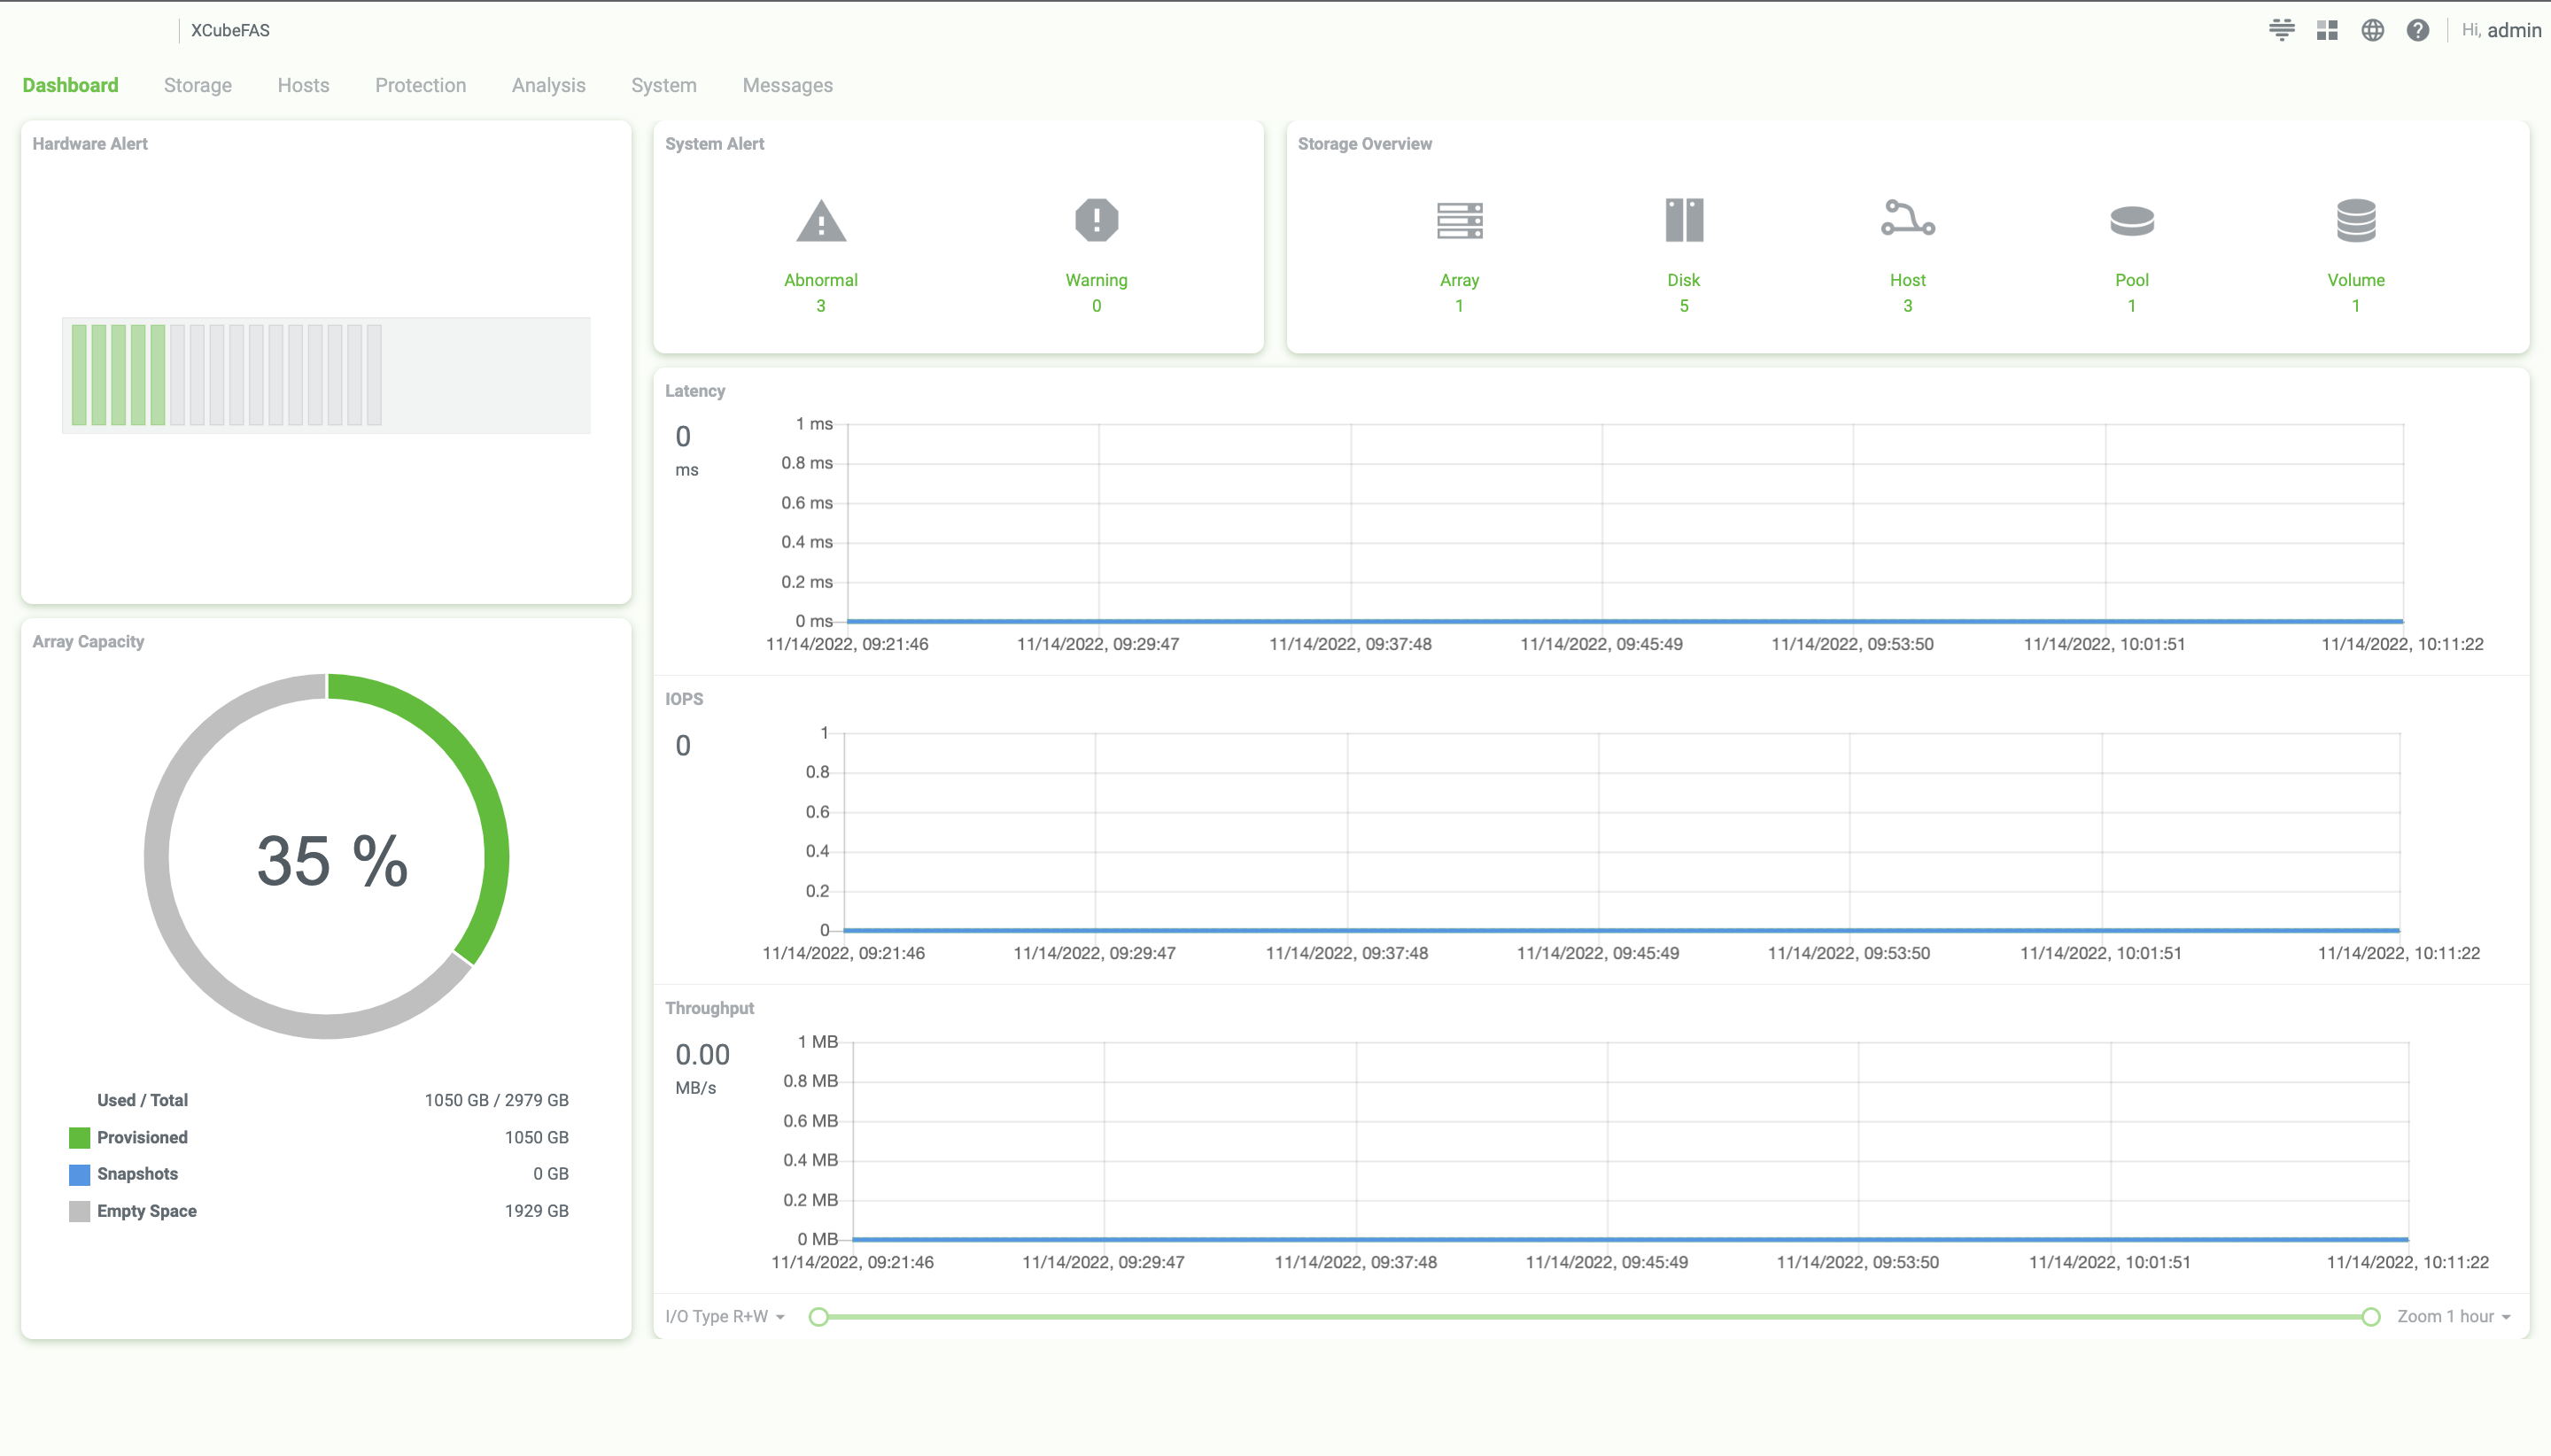 XCubeFAS
Hi, admin
Dashboard Storage Hosts Protection Analysis System Messages
Hardware Alert
System Alert
Abnormal Warning
3 0
Storage Overview
Array Disk Host Pool Volume
1 5 3 1 1
Array Capacity
35 %
Used / Total 1050 GB / 2979 GB
Provisioned 1050 GB
Snapshots 0 GB
Empty Space 1929 GB
Latency
0
ms
1 ms
0.8 ms
0.6 ms
0.4 ms
0.2 ms
0 ms
11/14/2022, 09:21:46 11/14/2022, 09:29:47 11/14/2022, 09:37:48 11/14/2022, 09:45:49 11/14/2022, 09:53:50 11/14/2022, 10:01:51 11/14/2022, 10:11:22
IOPS
0
1
0.8
0.6
0.4
0.2
0
11/14/2022, 09:21:46 11/14/2022, 09:29:47 11/14/2022, 09:37:48 11/14/2022, 09:45:49 11/14/2022, 09:53:50 11/14/2022, 10:01:51 11/14/2022, 10:11:22
Throughput
0.00
MB/s
1 MB
0.8 MB
0.6 MB
0.4 MB
0.2 MB
0 MB
11/14/2022, 09:21:46 11/14/2022, 09:29:47 11/14/2022, 09:37:48 11/14/2022, 09:45:49 11/14/2022, 09:53:50 11/14/2022, 10:01:51 11/14/2022, 10:11:22
I/O Type R+W Zoom 1 hour